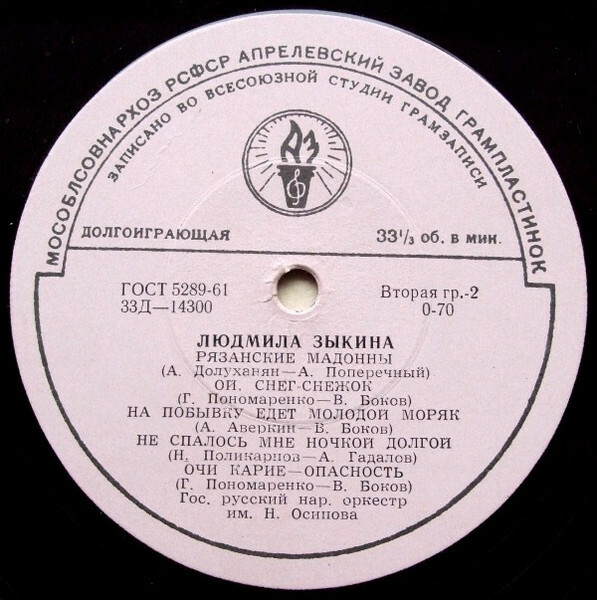 МОСОБЛСОВНАРХОЗ РСФСР АПРЕЛЕВСКИЙ ЗАВОД ГРАМПЛАСТИНОК
ЗАПИСАНО ВО ВСЕСОЮЗНОЙ СТУДИИ ГРАМЗАПИСИ
АЗ
ДОЛГОИГРАЮЩАЯ 33⅓ об. в мин.
ГОСТ 5289-61 Вторая гр.-2
33Д—14300 0-70
ЛЮДМИЛА ЗЫКИНА
РЯЗАНСКИЕ МАДОННЫ
(А. Долуханян—А. Поперечный)
ОЙ, СНЕГ-СНЕЖОК
(Г. Пономаренко—В. Боков)
НА ПОБЫВКУ ЕДЕТ МОЛОДОЙ МОРЯК
(А. Аверкин—В. Боков)
НЕ СПАЛОСЬ МНЕ НОЧКОЙ ДОЛГОЙ
(Н. Поликарпов—А. Гадалов)
ОЧИ КАРИЕ—ОПАСНОСТЬ
(Г. Пономаренко—В. Боков)
Гос. русский нар. оркестр
им. Н. Осипова